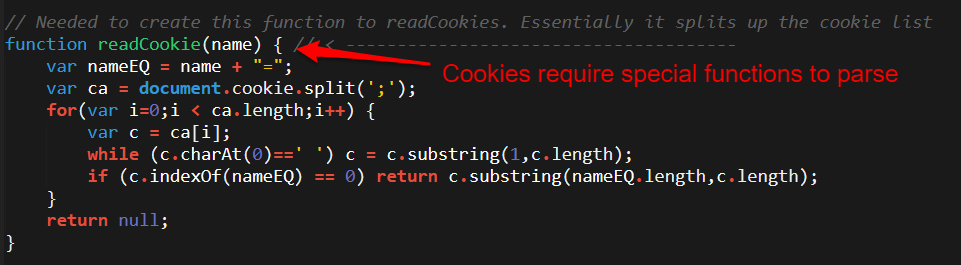 // Needed to create this function to readCookies. Essentially it splits up the cookie list
function readCookie(name) { // < ---------------------------------
Cookies require special functions to parse
var nameEQ = name + "=";
var ca = document.cookie.split(';');
for(var i=0;i < ca.length;i++) {
var c = ca[i];
while (c.charAt(0)==' ') c = c.substring(1,c.length);
if (c.indexOf(nameEQ) == 0) return c.substring(nameEQ.length,c.length);
}
return null;
}